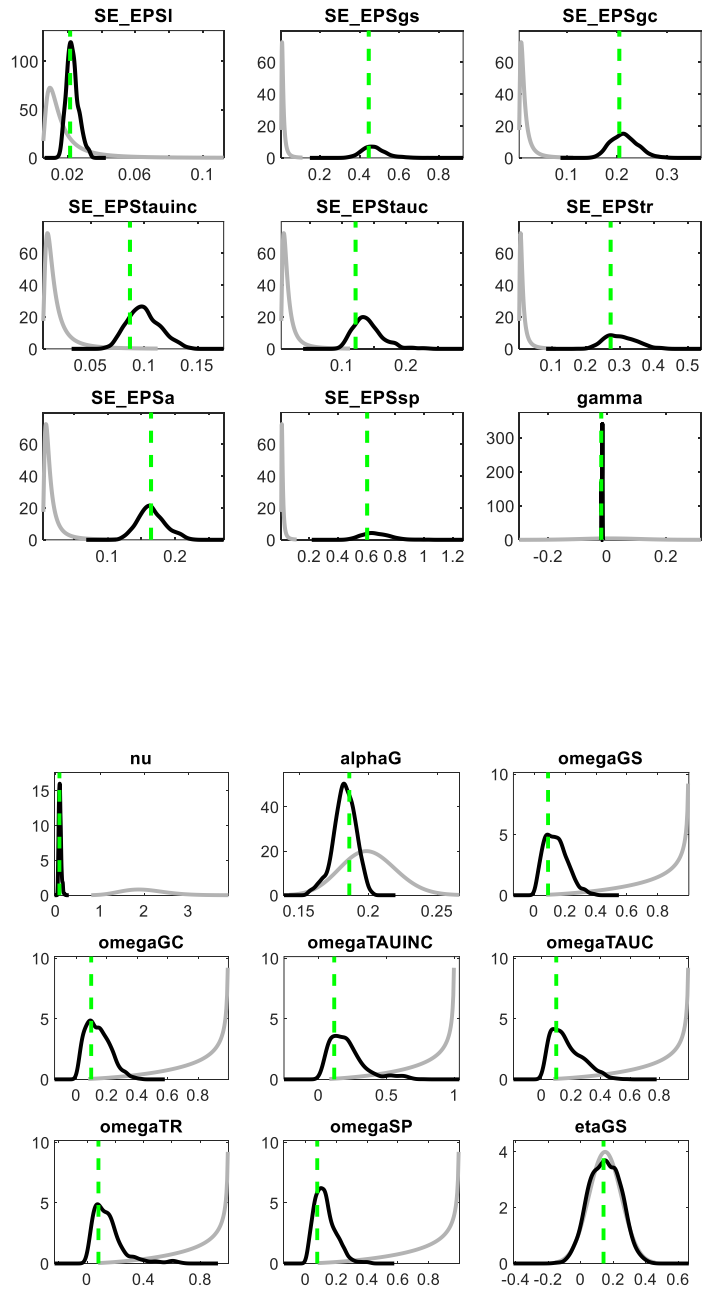 SE_EPSl SE_EPSgs SE_EPSgc
100 50 0 60 40 20 0 60 40 20 0
0.02 0.06 0.1 0.2 0.4 0.6 0.8 0.1 0.2 0.3
SE_EPStauinc SE_EPStauc SE_EPStr
60 40 20 0 60 40 20 0 60 40 20 0
0.05 0.1 0.15 0.1 0.2 0.1 0.2 0.3 0.4 0.5
SE_EPSa SE_EPSsp gamma
60 40 20 0 60 40 20 0 300 200 100 0
0.1 0.2 0.2 0.4 0.6 0.8 1 1.2 -0.2 0 0.2
nu alphaG omegaGS
15 10 5 0 40 20 0 10 5 0
0 1 2 3 0.15 0.2 0.25 0 0.2 0.4 0.6 0.8
omegaGC omegaTAUINC omegaTAUC
10 5 0 10 5 0 10 5 0
0 0.2 0.4 0.6 0.8 0 0.5 1 0 0.2 0.4 0.6 0.8
omegaTR omegaSP etaGS
10 5 0 10 5 0 4 2 0
0 0.4 0.8 0 0.2 0.4 0.6 0.8 -0.4 -0.2 0 0.2 0.4 0.6